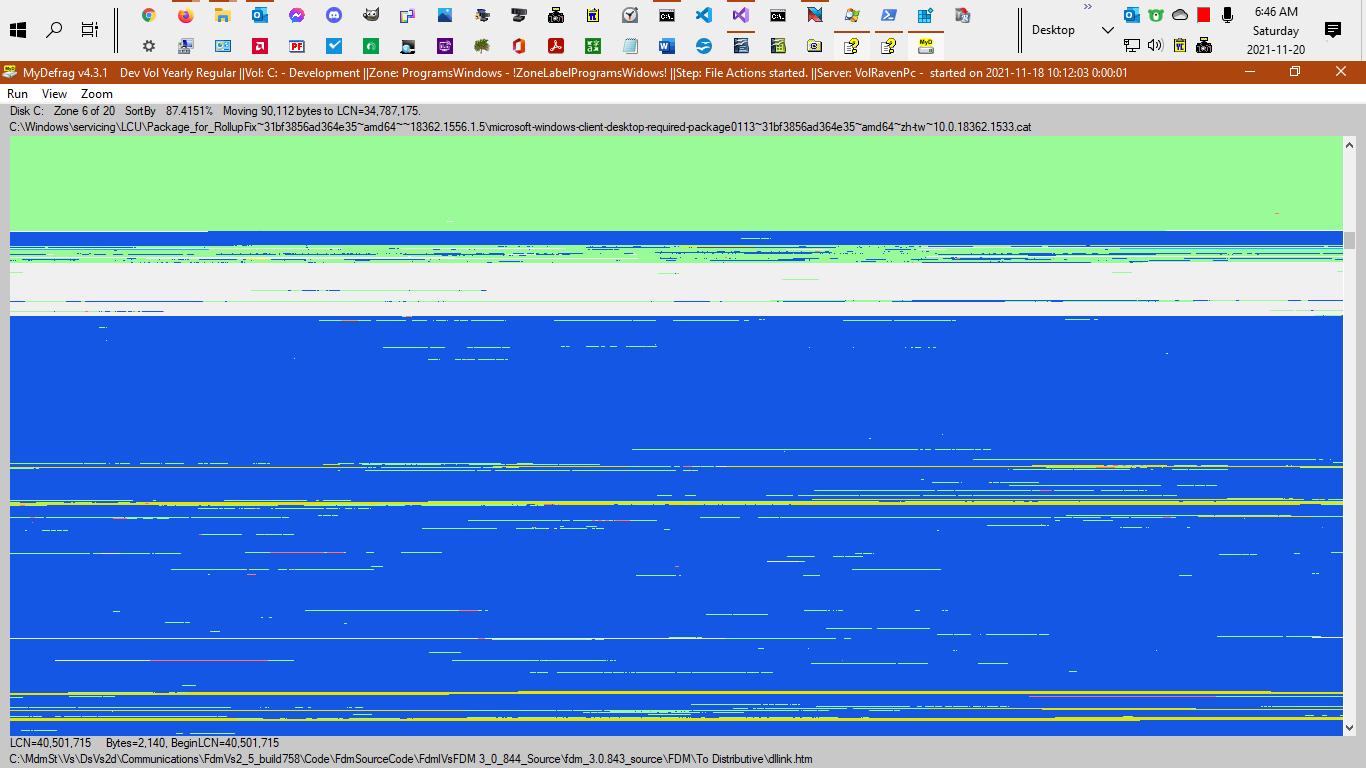 6:46 AM
Desktop
Saturday
2021-11-20
MyDefrag v4.3.1 Dev Vol Yearly Regular ||Vol: C: - Development ||Zone: ProgramsWindows - !ZoneLabelProgramsWidows! ||Step: File Actions started. ||Server: VolRavenPc - started on 2021-11-18 10:12:03 0:00:01
Run View Zoom
Disk C: Zone 6 of 20 SortBy 87.4151% Moving 90,112 bytes to LCN=34,787,175.
C:\Windows\servicing\LCU\Package_for_RollupFix~31bf3856ad364e35~amd64~~18362.1556.1.5\microsoft-windows-client-desktop-required-package0113~31bf3856ad364e35~amd64~zh-tw~10.0.18362.1533.cat
LCN=40,501,715 Bytes=2,140, BeginLCN=40,501,715
C:\MdmSt\Vs\DsVs2d\Communications\FdmVs2_5_build758\Code\FdmSourceCode\FdmlVsFDM 3_0_844_Source\fdm_3.0.843_source\FDM\To Distributive\dllink.htm